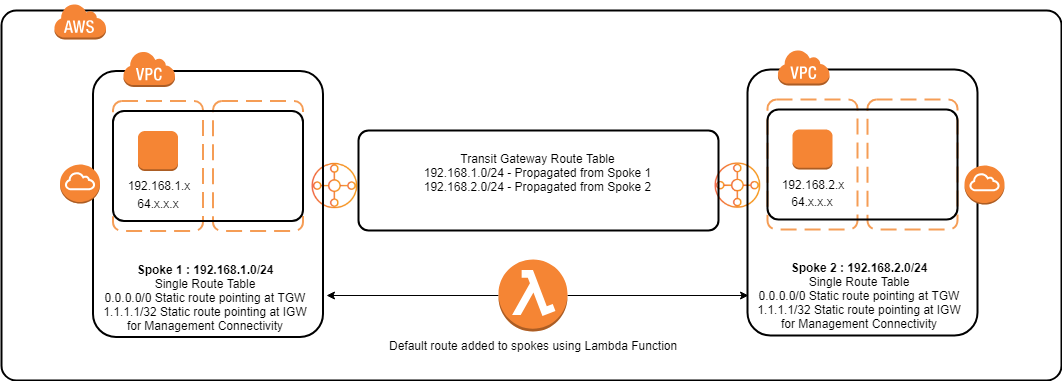 AWS
VPC
VPC
192.168.1.x
64.x.x.x
Transit Gateway Route Table
192.168.1.0/24 - Propagated from Spoke 1
192.168.2.0/24 - Propagated from Spoke 2
192.168.2.x
64.x.x.x
Spoke 1 : 192.168.1.0/24
Single Route Table
0.0.0.0/0 Static route pointing at TGW
1.1.1.1/32 Static route pointing at IGW
for Management Connectivity
Spoke 2 : 192.168.2.0/24
Single Route Table
0.0.0.0/0 Static route pointing at TGW
1.1.1.1/32 Static route pointing at IGW
for Management Connectivity
Default route added to spokes using Lambda Function